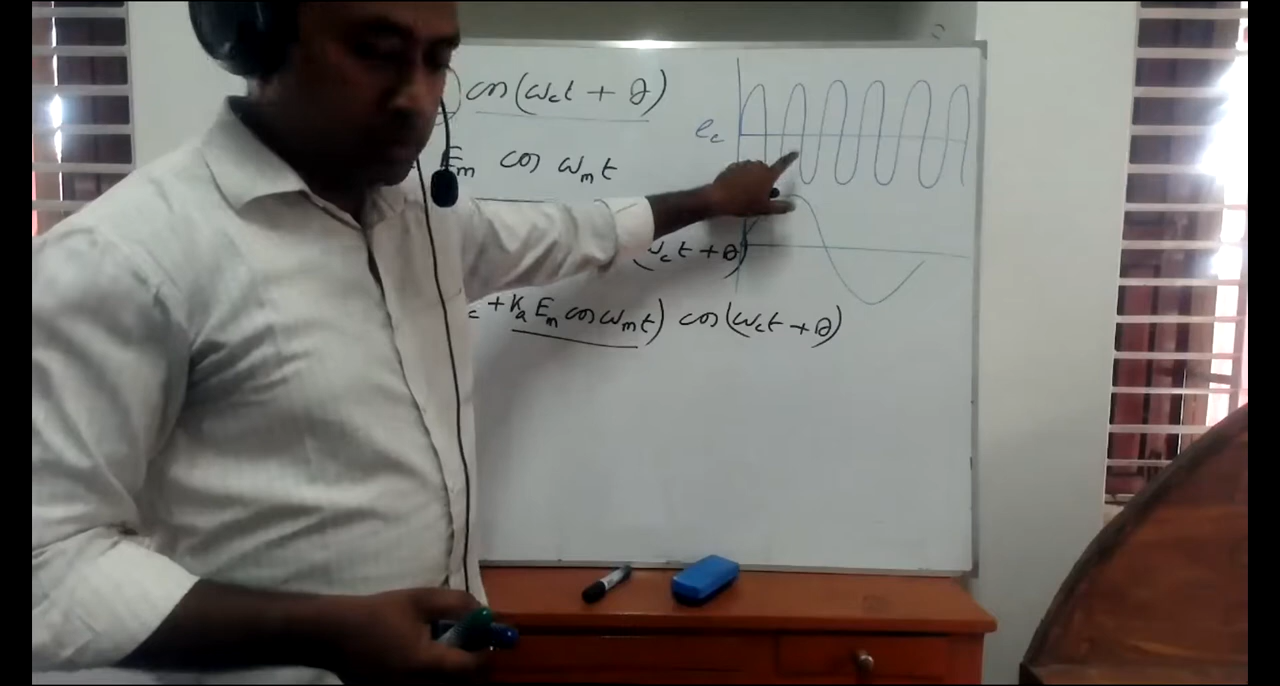 cos(ω_c t + θ)
E_m cos ω_m t
ω_c t + θ)
c + K_a E_m cos ω_m t) cos(ω_c t + θ)
e_c